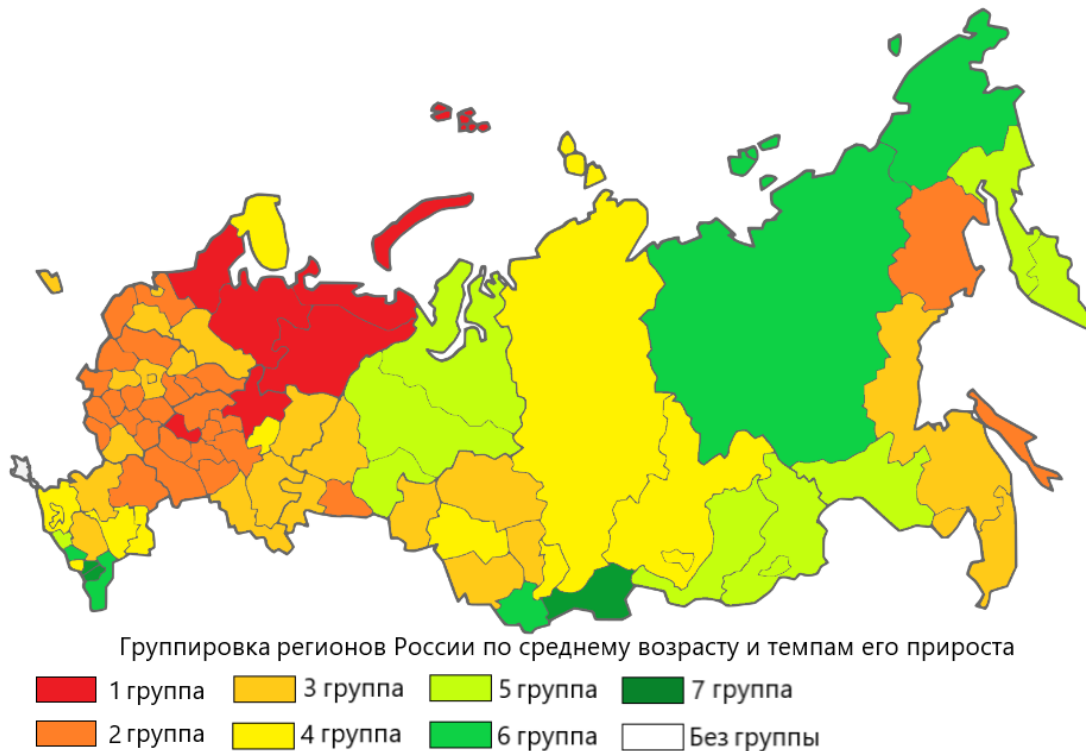 Группировка регионов России по среднему возрасту и темпам его прироста
1 группа
3 группа
5 группа
7 группа
2 группа
4 группа
6 группа
Без группы